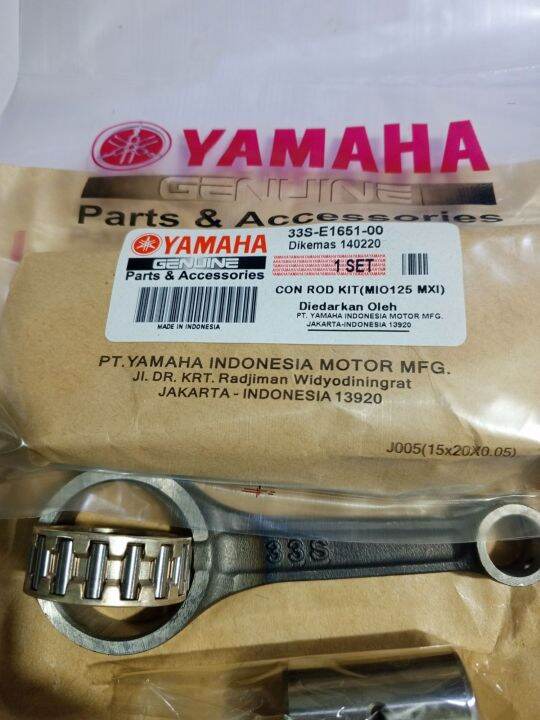 YAMAHA
GENUINE
Parts & Accessories
YAMAHA
GENUINE
Parts & Accessories
MADE IN INDONESIA
33S-E1651-00
Dikemas 140220
1 SET
CON ROD KIT(MIO125 MXI)
Diedarkan Oleh
PT. YAMAHA INDONESIA MOTOR MFG.
JAKARTA-INDONESIA 13920
PT.YAMAHA INDONESIA MOTOR MFG.
Jl. DR. KRT. Radjiman Widyodiningrat
JAKARTA - INDONESIA 13920
J005(15x20X0.05)
33S